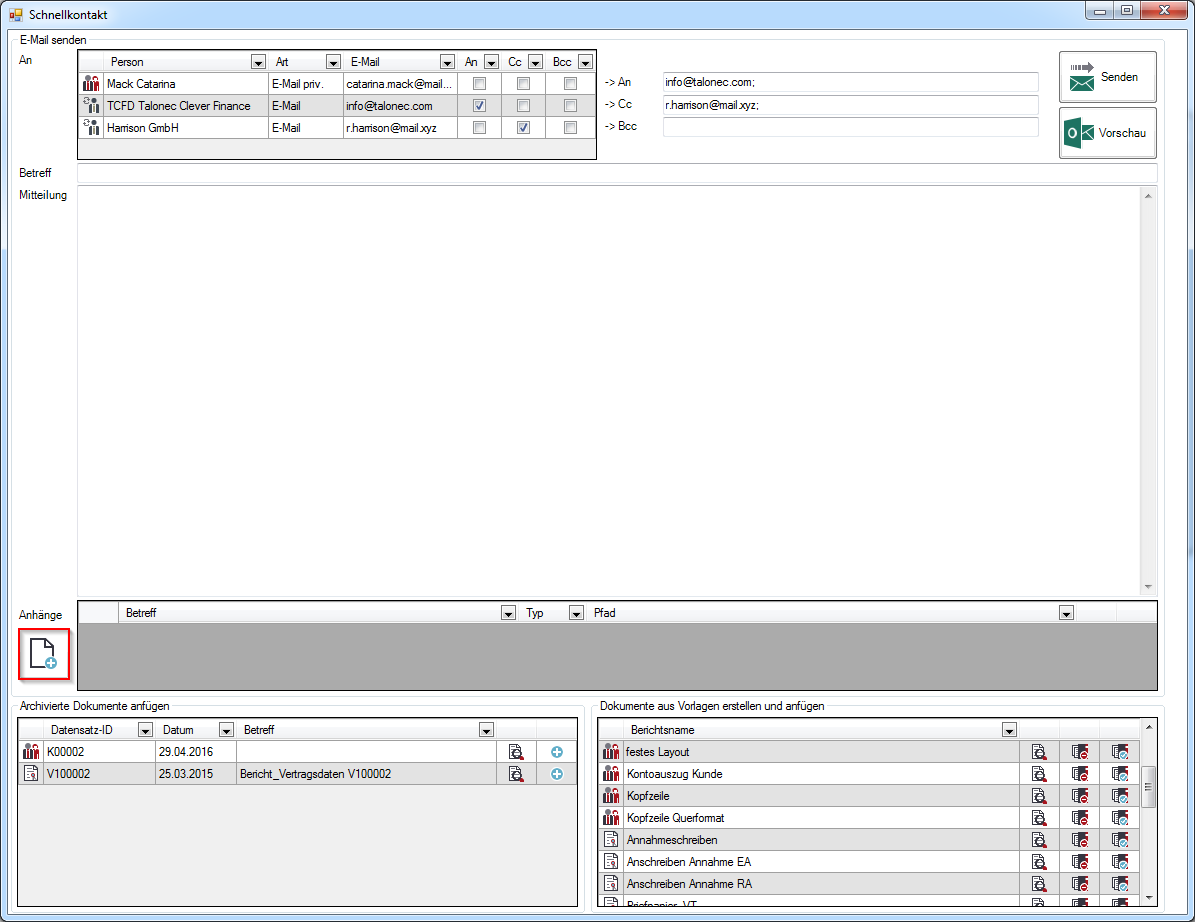 Schnellkontakt
E-Mail senden
An
Person Art E-Mail An Cc Bcc
Mack Catarina E-Mail priv. catarina.mack@mail...
TCFD Talonec Clever Finance E-Mail info@talonec.com
Harrison GmbH E-Mail r.harrison@mail.xyz
-> An info@talonec.com;
-> Cc r.harrison@mail.xyz;
-> Bcc
Senden
Vorschau
Betreff
Mitteilung
Anhänge
Betreff Typ Pfad
Archivierte Dokumente anfügen
Datensatz-ID Datum Betreff
K00002 29.04.2016
V100002 25.03.2015 Bericht_Vertragsdaten V100002
Dokumente aus Vorlagen erstellen und anfügen
Berichtsname
festes Layout
Kontoauszug Kunde
Kopfzeile
Kopfzeile Querformat
Annahmeschreiben
Anschreiben Annahme EA
Anschreiben Annahme RA
Briefpapier_VT